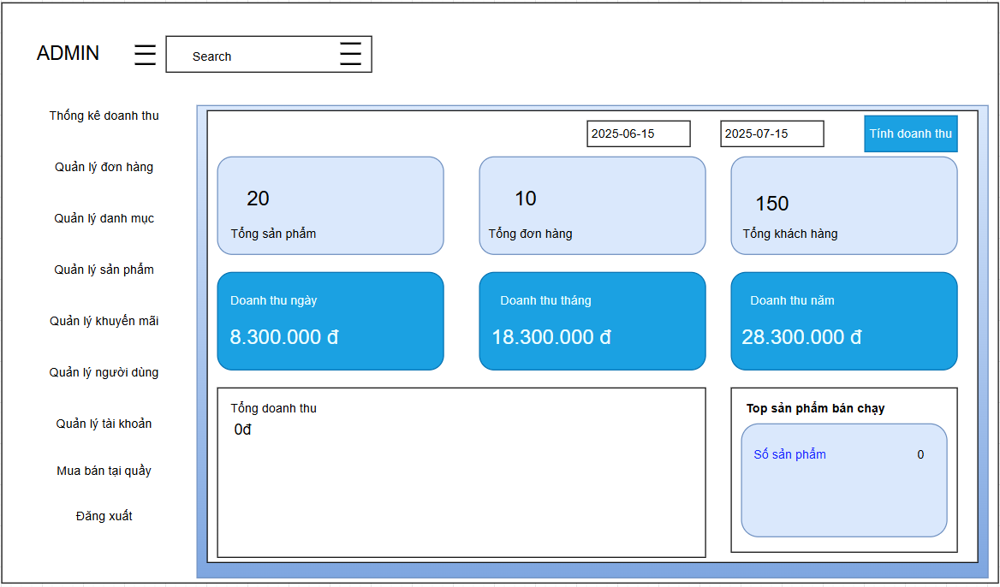 ADMIN
Search
Thống kê doanh thu
Quản lý đơn hàng
Quản lý danh mục
Quản lý sản phẩm
Quản lý khuyến mãi
Quản lý người dùng
Quản lý tài khoản
Mua bán tại quầy
Đăng xuất
2025-06-15
2025-07-15
Tính doanh thu
20
Tổng sản phẩm
10
Tổng đơn hàng
150
Tổng khách hàng
Doanh thu ngày
8.300.000 đ
Doanh thu tháng
18.300.000 đ
Doanh thu năm
28.300.000 đ
Tổng doanh thu
0đ
Top sản phẩm bán chạy
Số sản phẩm 0